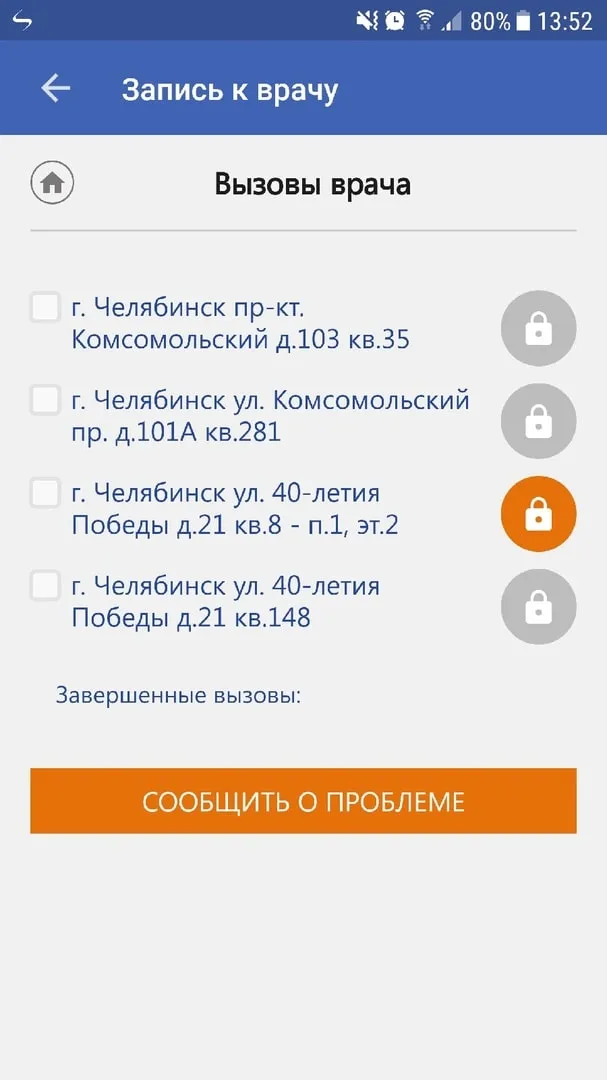 80% 13:52
Запись к врачу
Вызовы врача
г. Челябинск пр-кт.
Комсомольский д.103 кв.35
г. Челябинск ул. Комсомольский
пр. д.101А кв.281
г. Челябинск ул. 40-летия
Победы д.21 кв.8 - п.1, эт.2
г. Челябинск ул. 40-летия
Победы д.21 кв.148
Завершенные вызовы:
СООБЩИТЬ О ПРОБЛЕМЕ